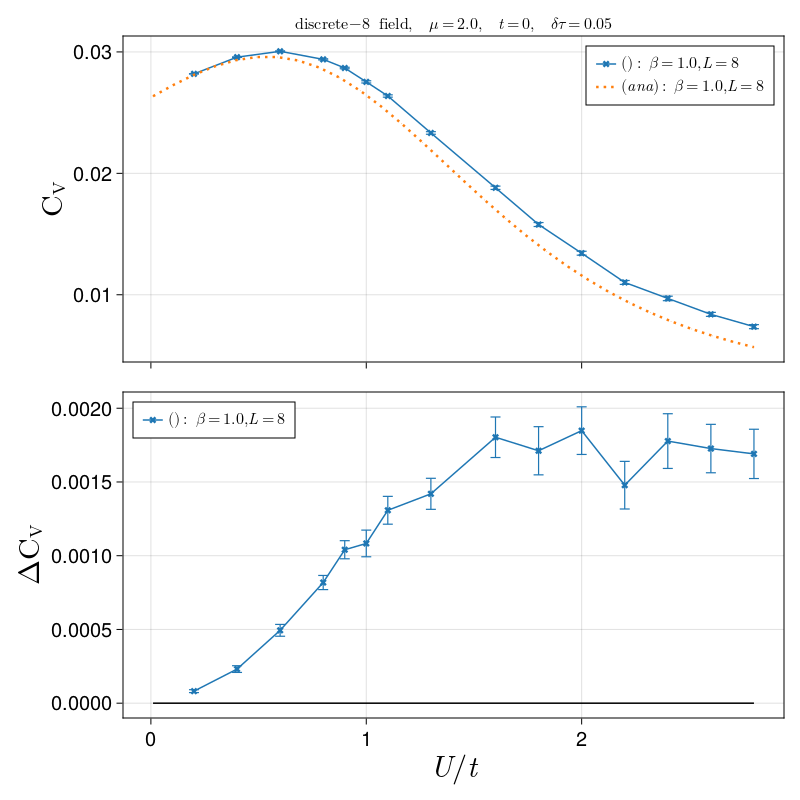 discrete−8 field, μ = 2.0, t = 0, δτ = 0.05
0.03
0.02
0.01
C_V
() : β = 1.0,L = 8
(ana) : β = 1.0,L = 8
0.0020
0.0015
0.0010
0.0005
0.0000
ΔC_V
() : β = 1.0,L = 8
0 1 2
U/t